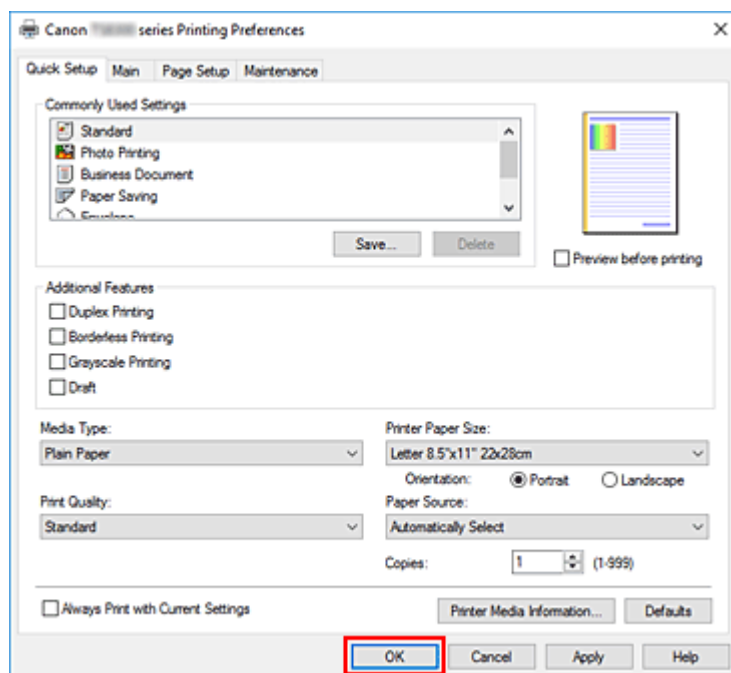 Canon series Printing Preferences
Quick Setup Main Page Setup Maintenance
Commonly Used Settings
Standard
Photo Printing
Business Document
Paper Saving
Envelope
Save... Delete
Preview before printing
Additional Features
Duplex Printing
Borderless Printing
Grayscale Printing
Draft
Media Type: Printer Paper Size:
Plain Paper Letter 8.5"x11" 22x28cm
Orientation: Portrait Landscape
Print Quality: Paper Source:
Standard Automatically Select
Copies: 1 (1-999)
Always Print with Current Settings Printer Media Information... Defaults
OK Cancel Apply Help